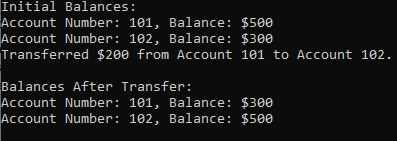 Initial Balances:
Account Number: 101, Balance: $500
Account Number: 102, Balance: $300
Transferred $200 from Account 101 to Account 102.
Balances After Transfer:
Account Number: 101, Balance: $300
Account Number: 102, Balance: $500